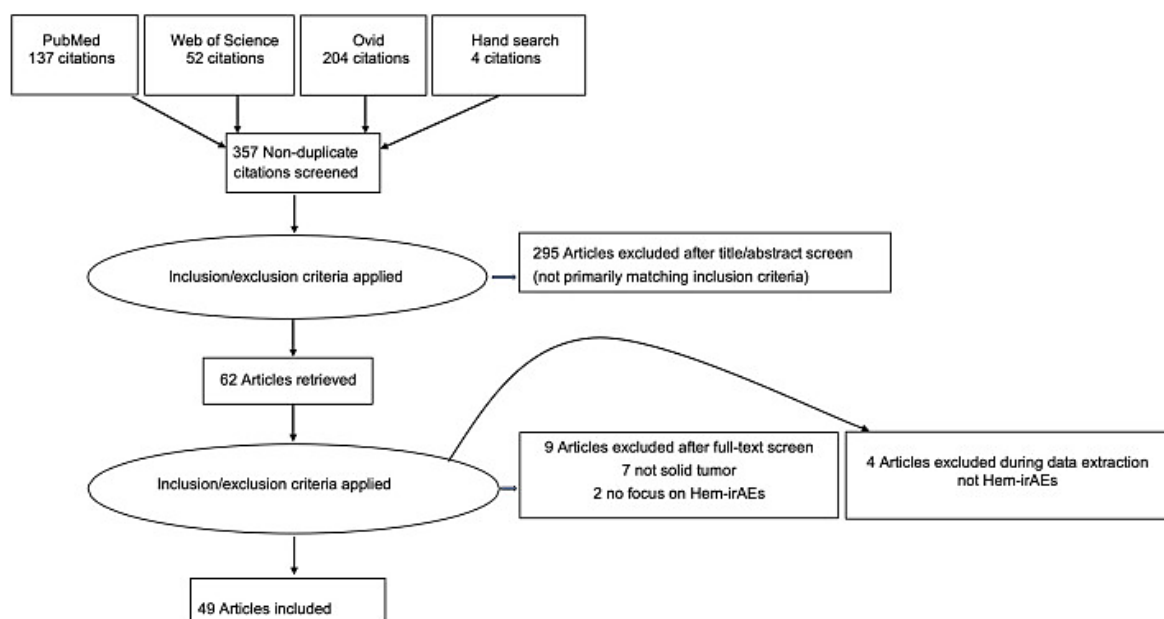 PubMed
137 citations
Web of Science
52 citations
Ovid
204 citations
Hand search
4 citations
357 Non-duplicate
citations screened
Inclusion/exclusion criteria applied
295 Articles excluded after title/abstract screen
(not primarily matching inclusion criteria)
62 Articles retrieved
Inclusion/exclusion criteria applied
9 Articles excluded after full-text screen
7 not solid tumor
2 no focus on Hem-irAEs
4 Articles excluded during data extraction
not Hem-irAEs
49 Articles included